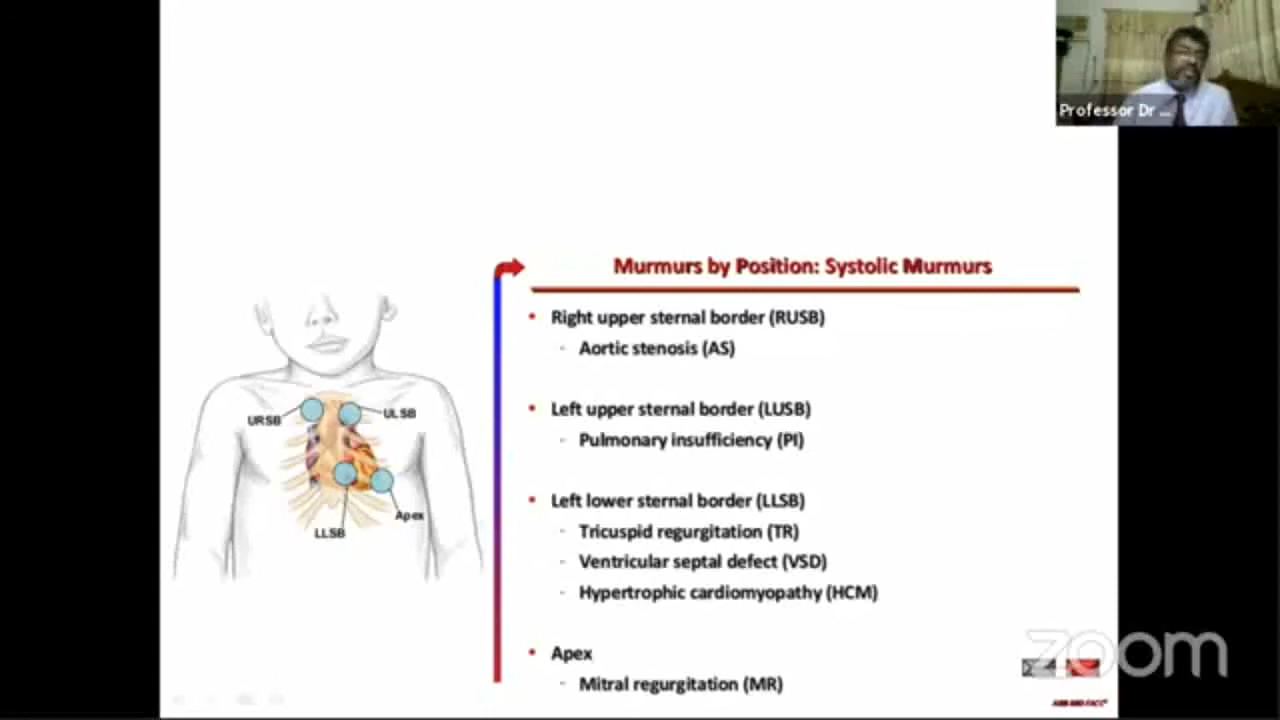 Professor Dr ...
Murmurs by Position: Systolic Murmurs
• Right upper sternal border (RUSB)
- Aortic stenosis (AS)
• Left upper sternal border (LUSB)
- Pulmonary insufficiency (PI)
• Left lower sternal border (LLSB)
- Tricuspid regurgitation (TR)
- Ventricular septal defect (VSD)
- Hypertrophic cardiomyopathy (HCM)
• Apex
- Mitral regurgitation (MR)
URSB
ULSB
Apex
LLSB
zoom